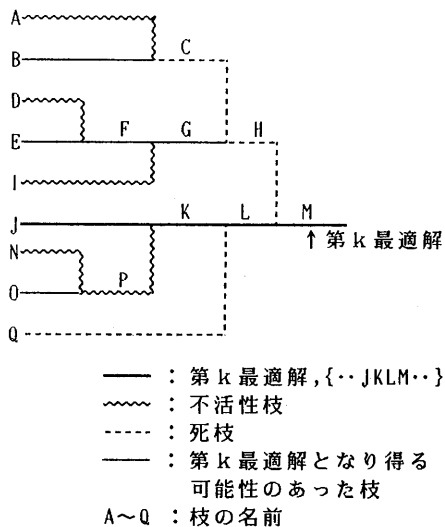 A
B
C
D
E
F
G
H
I
J
K
L
M
↑ 第k最適解
N
O
P
Q
：第k最適解,{‥JKLM‥}
：不活性枝
：死枝
：第k最適解となり得る
可能性のあった枝
A～Q ：枝の名前